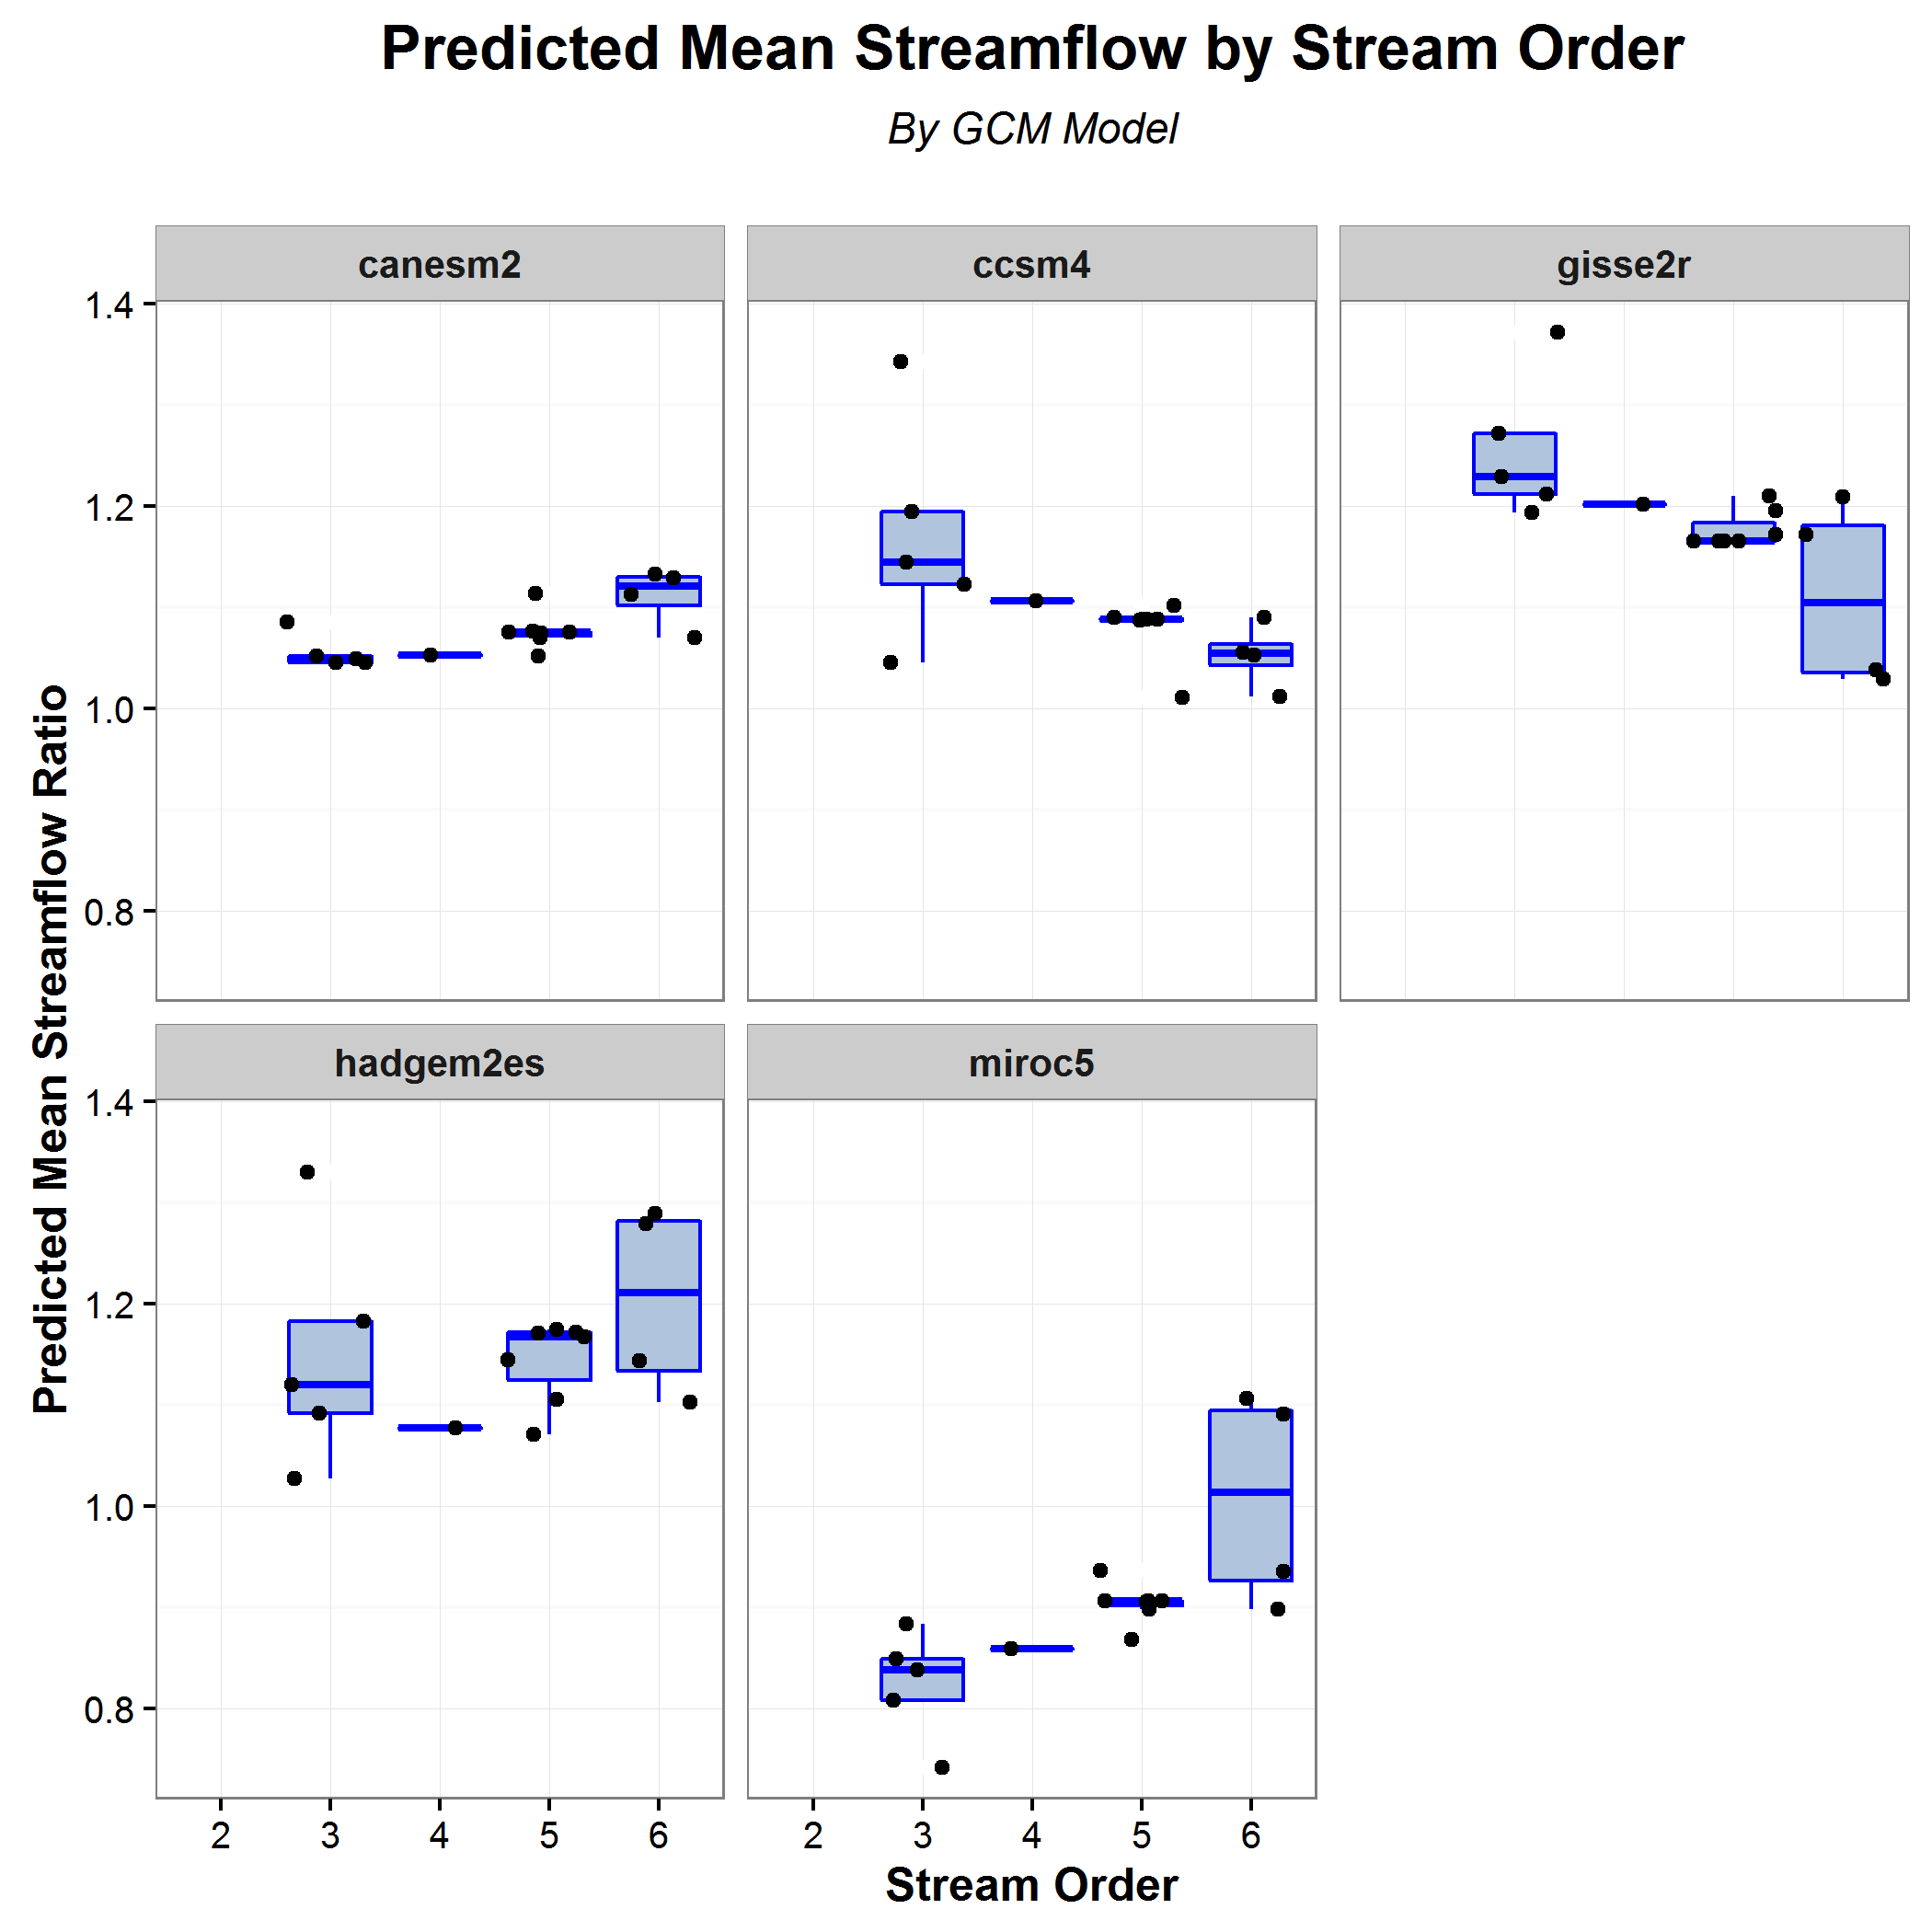 Predicted Mean Streamflow by Stream Order
By GCM Model
canesm2
ccsm4
gisse2r
1.4
1.2
1.0
0.8
hadgem2es
miroc5
1.4
1.2
1.0
0.8
Predicted Mean Streamflow Ratio
2 3 4 5 6
2 3 4 5 6
Stream Order